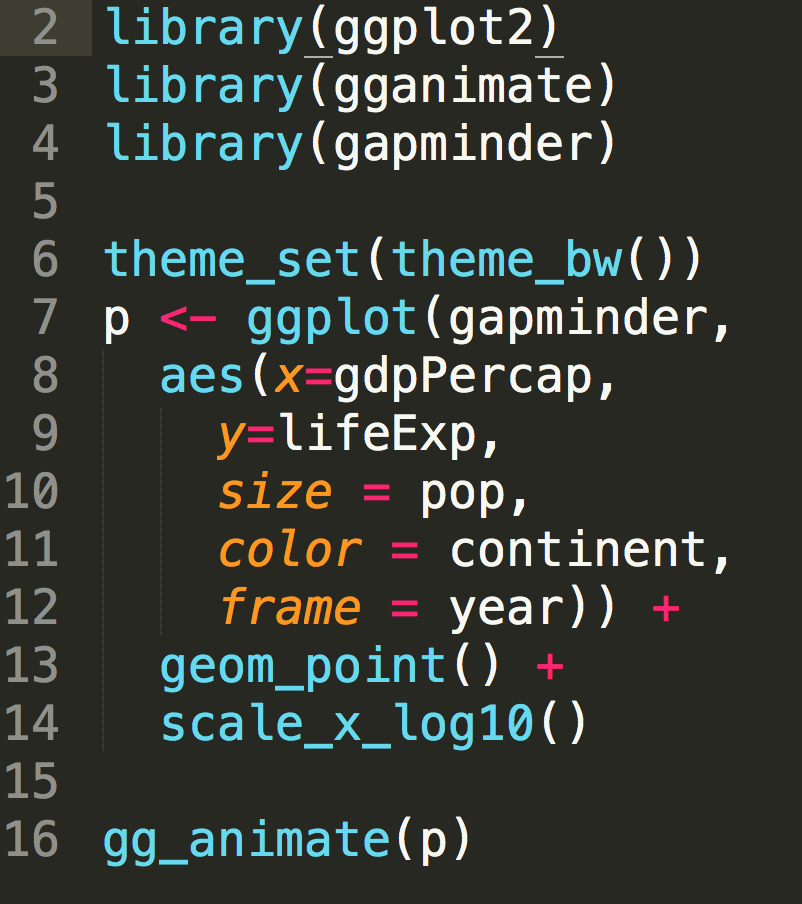 2 library(ggplot2)
3 library(gganimate)
4 library(gapminder)
5
6 theme_set(theme_bw())
7 p <- ggplot(gapminder,
8   aes(x=gdpPercap,
9     y=lifeExp,
10     size = pop,
11     color = continent,
12     frame = year)) +
13   geom_point() +
14   scale_x_log10()
15
16 gg_animate(p)